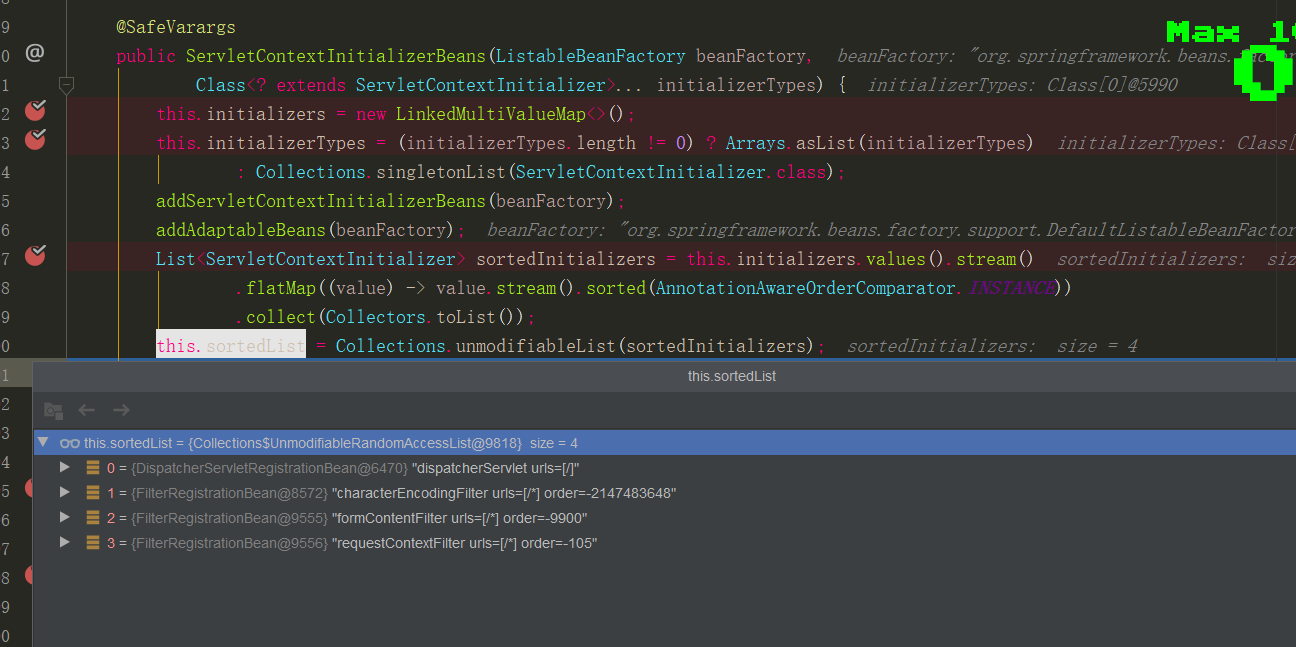 9 @SafeVarargs
Max
0 @ public ServletContextInitializerBeans(ListableBeanFactory beanFactory, beanFactory: "org.springframework.beans.
0
1 Class<? extends ServletContextInitializer>... initializerTypes) { initializerTypes: Class[0]@5990
2 this.initializers = new LinkedMultiValueMap<>();
3 this.initializerTypes = (initializerTypes.length != 0) ? Arrays.asList(initializerTypes) initializerTypes: Class[
4 : Collections.singletonList(ServletContextInitializer.class);
5 addServletContextInitializerBeans(beanFactory);
6 addAdaptableBeans(beanFactory); beanFactory: "org.springframework.beans.factory.support.DefaultListableBeanFactor
7 List<ServletContextInitializer> sortedInitializers = this.initializers.values().stream() sortedInitializers: siz
8 .flatMap((value) -> value.stream().sorted(AnnotationAwareOrderComparator.INSTANCE))
9 .collect(Collectors.toList());
0 this.sortedList = Collections.unmodifiableList(sortedInitializers); sortedInitializers: size = 4
1 this.sortedList
2
3 this.sortedList = {Collections$UnmodifiableRandomAccessList@9818} size = 4
4 0 = {DispatcherServletRegistrationBean@6470} "dispatcherServlet urls=[/]"
5 1 = {FilterRegistrationBean@8572} "characterEncodingFilter urls=[/*] order=-2147483648"
6 2 = {FilterRegistrationBean@9555} "formContentFilter urls=[/*] order=-9900"
7 3 = {FilterRegistrationBean@9556} "requestContextFilter urls=[/*] order=-105"
8
9
0